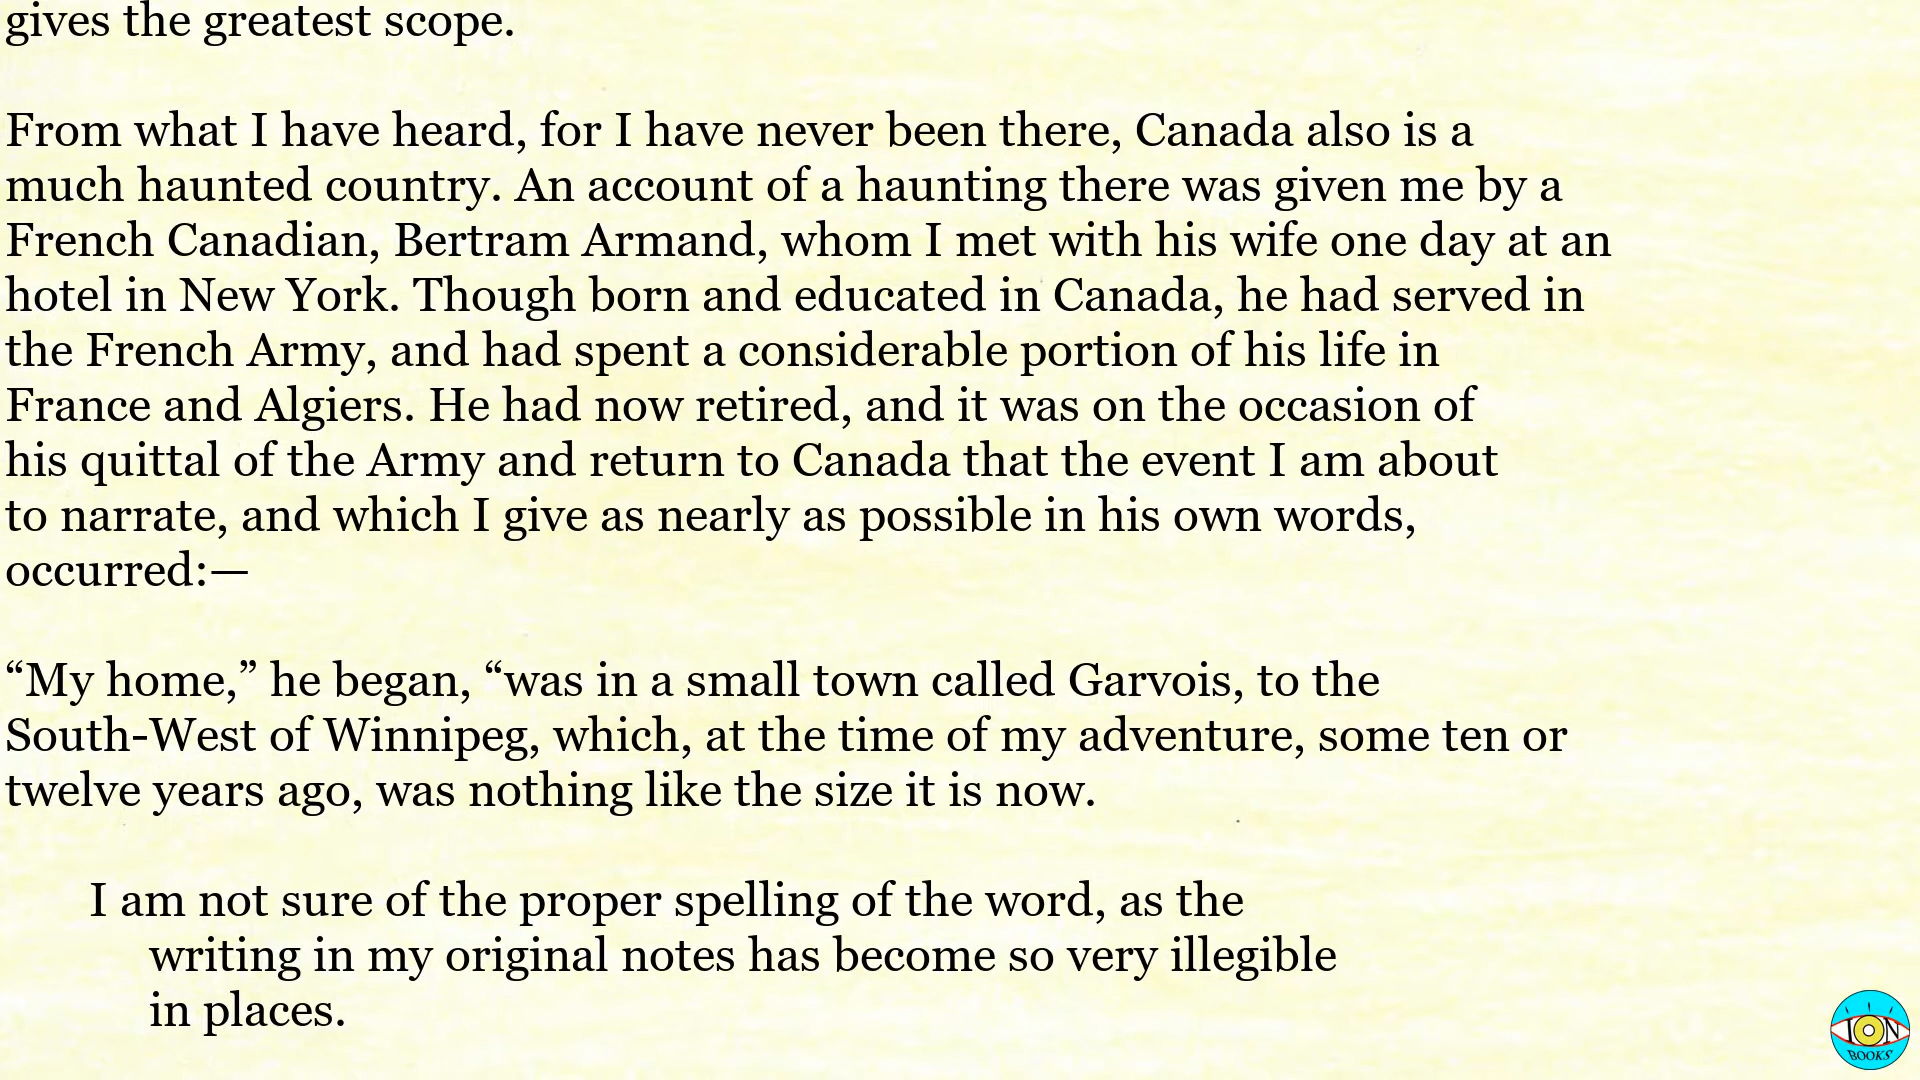 gives the greatest scope.
From what I have heard, for I have never been there, Canada also is a
much haunted country. An account of a haunting there was given me by a
French Canadian, Bertram Armand, whom I met with his wife one day at an
hotel in New York. Though born and educated in Canada, he had served in
the French Army, and had spent a considerable portion of his life in
France and Algiers. He had now retired, and it was on the occasion of
his quittal of the Army and return to Canada that the event I am about
to narrate, and which I give as nearly as possible in his own words,
occurred:—
“My home,” he began, “was in a small town called Garvois, to the
South-West of Winnipeg, which, at the time of my adventure, some ten or
twelve years ago, was nothing like the size it is now.
I am not sure of the proper spelling of the word, as the
writing in my original notes has become so very illegible
in places.
ION
BOOKS